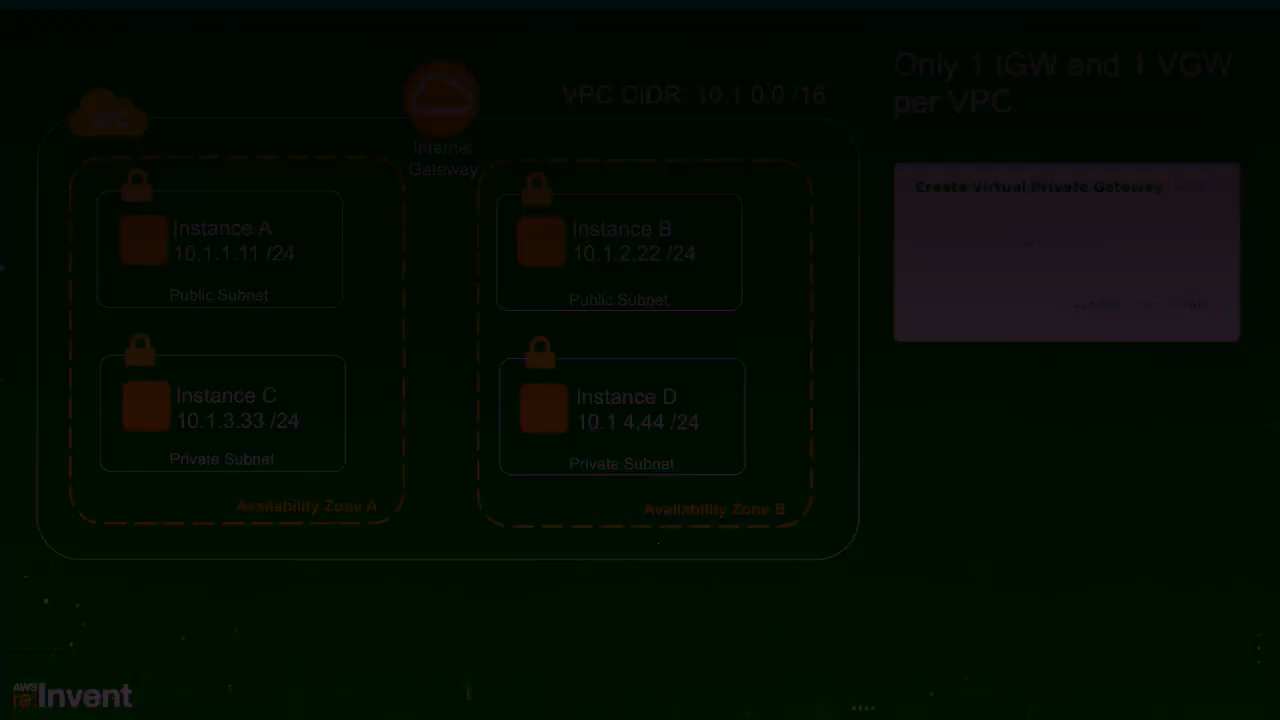 Only 1 IGW and 1 VGW
per VPC
VPC CIDR: 10.1.0.0 /16
Internet
Gateway
Instance A
10.1.1.11 /24
Public Subnet
Instance B
10.1.2.22 /24
Public Subnet
Create Virtual Private Gateway
Instance C
10.1.3.33 /24
Private Subnet
Instance D
10.1.4.44 /24
Private Subnet
Availability Zone A
Availability Zone B
AWS
re:Invent